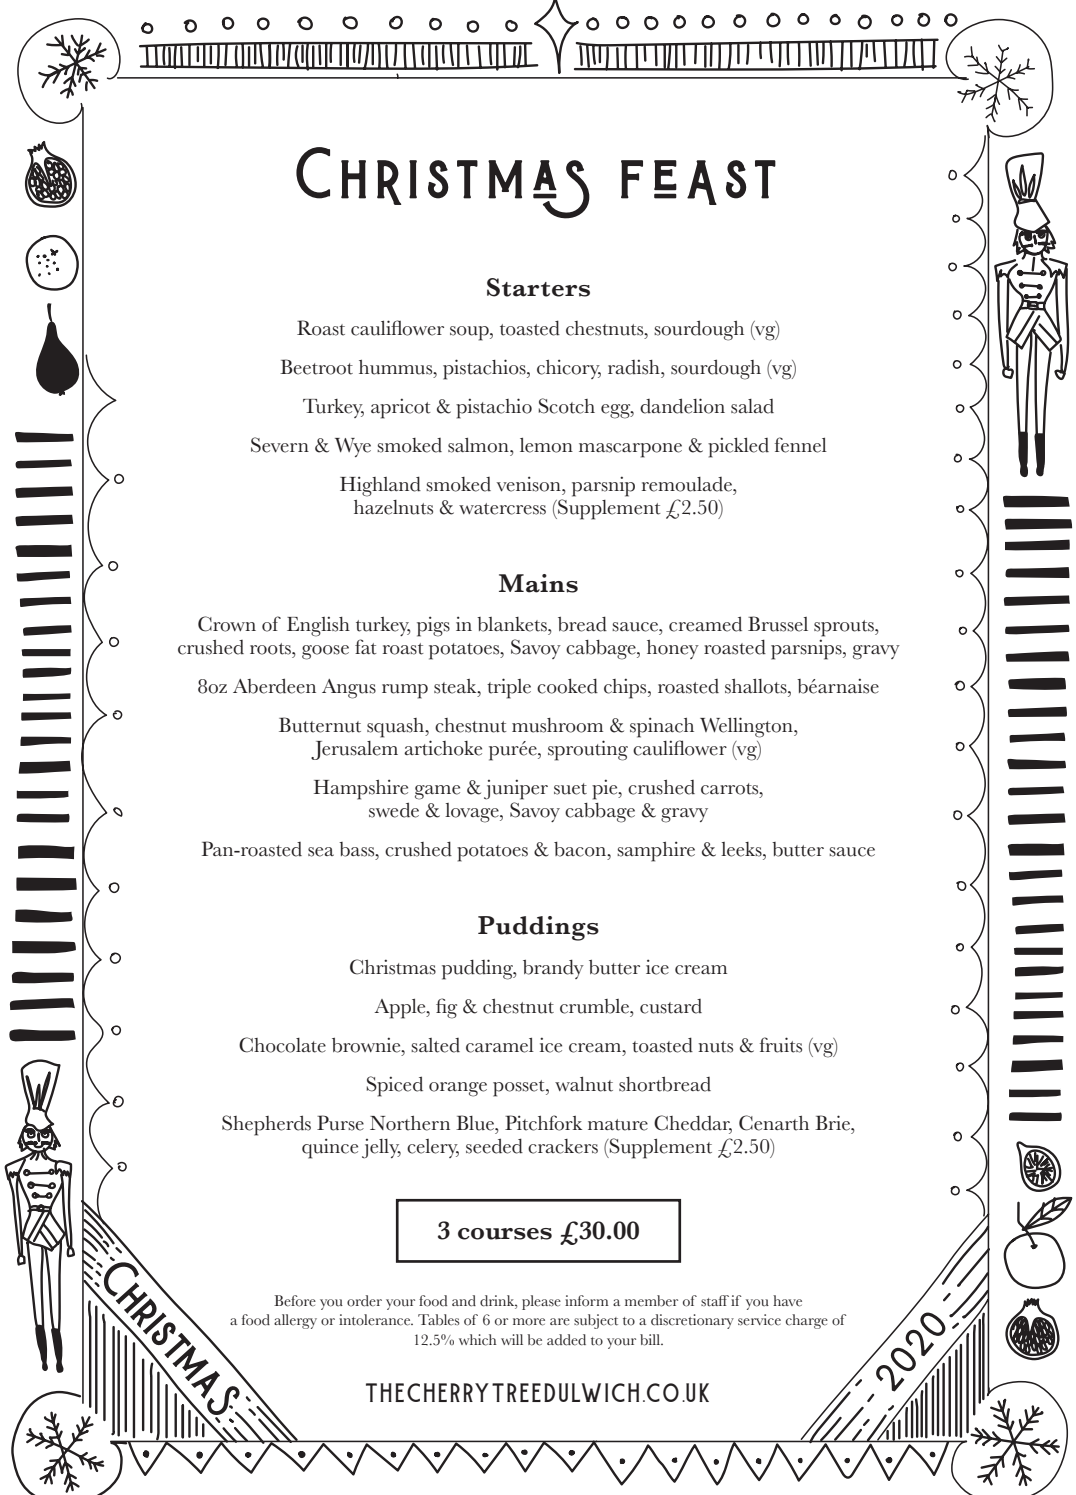 Christmas feast
Starters
Roast cauliflower soup, toasted chestnuts, sourdough (vg)
Beetroot hummus, pistachios, chicory, radish, sourdough (vg)
Turkey, apricot & pistachio Scotch egg, dandelion salad
Severn & Wye smoked salmon, lemon mascarpone & pickled fennel
Highland smoked venison, parsnip remoulade,
hazelnuts & watercress (Supplement £2.50)
Mains
Crown of English turkey, pigs in blankets, bread sauce, creamed Brussel sprouts,
crushed roots, goose fat roast potatoes, Savoy cabbage, honey roasted parsnips, gravy
8oz Aberdeen Angus rump steak, triple cooked chips, roasted shallots, béarnaise
Butternut squash, chestnut mushroom & spinach Wellington,
Jerusalem artichoke purée, sprouting cauliflower (vg)
Hampshire game & juniper suet pie, crushed carrots,
swede & lovage, Savoy cabbage & gravy
Pan-roasted sea bass, crushed potatoes & bacon, samphire & leeks, butter sauce
Puddings
Christmas pudding, brandy butter ice cream
Apple, fig & chestnut crumble, custard
Chocolate brownie, salted caramel ice cream, toasted nuts & fruits (vg)
Spiced orange posset, walnut shortbread
Shepherds Purse Northern Blue, Pitchfork mature Cheddar, Cenarth Brie,
quince jelly, celery, seeded crackers (Supplement £2.50)
3 courses £30.00
Before you order your food and drink, please inform a member of staff if you have
a food allergy or intolerance. Tables of 6 or more are subject to a discretionary service charge of
12.5% which will be added to your bill.
CHRISTMAS
2020
THECHERRYTREEDULWICH.CO.UK